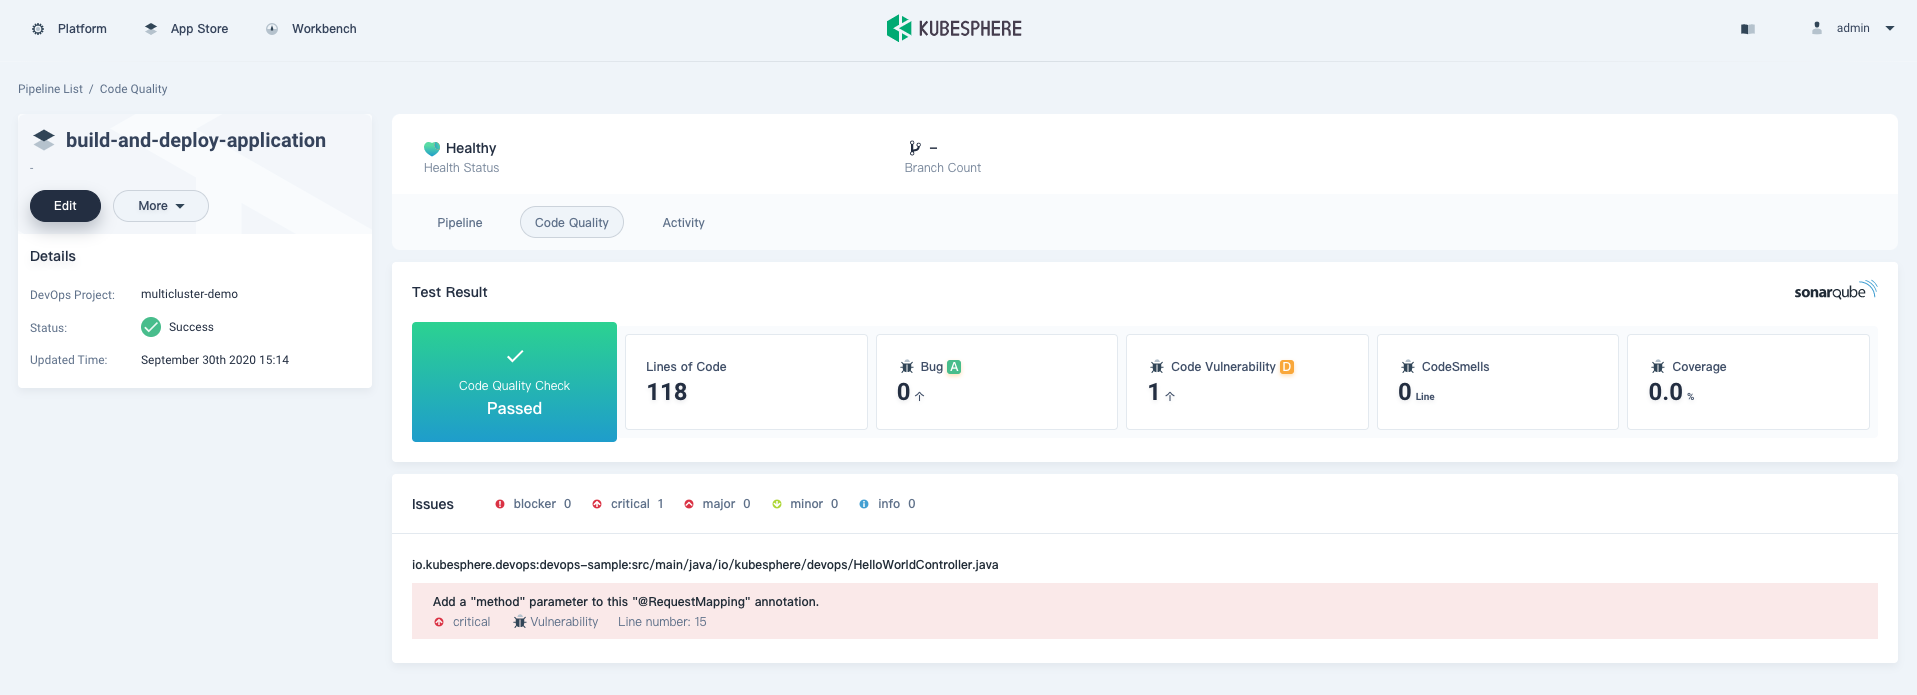 Platform App Store Workbench KUBESPHERE admin
Pipeline List / Code Quality
build-and-deploy-application
-
Edit More
Details
DevOps Project: multicluster-demo
Status: Success
Updated Time: September 30th 2020 15:14
Healthy
Health Status
–
Branch Count
Pipeline Code Quality Activity
Test Result sonarqube
Code Quality Check
Passed
Lines of Code
118
Bug A
0
Code Vulnerability D
1
CodeSmells
0 Line
Coverage
0.0 %
Issues blocker 0 critical 1 major 0 minor 0 info 0
io.kubesphere.devops:devops-sample:src/main/java/io/kubesphere/devops/HelloWorldController.java
Add a "method" parameter to this "@RequestMapping" annotation.
critical Vulnerability Line number: 15